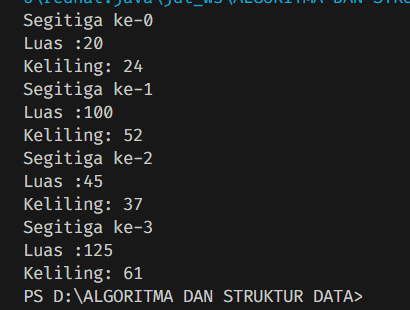 Segitiga ke-0
Luas :20
Keliling: 24
Segitiga ke-1
Luas :100
Keliling: 52
Segitiga ke-2
Luas :45
Keliling: 37
Segitiga ke-3
Luas :125
Keliling: 61
PS D:\ALGORITMA DAN STRUKTUR DATA>